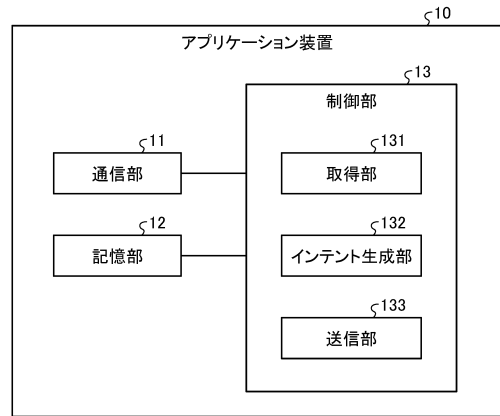 10
アプリケーション装置
13
制御部
11
通信部
131
取得部
12
記憶部
132
インテント生成部
133
送信部